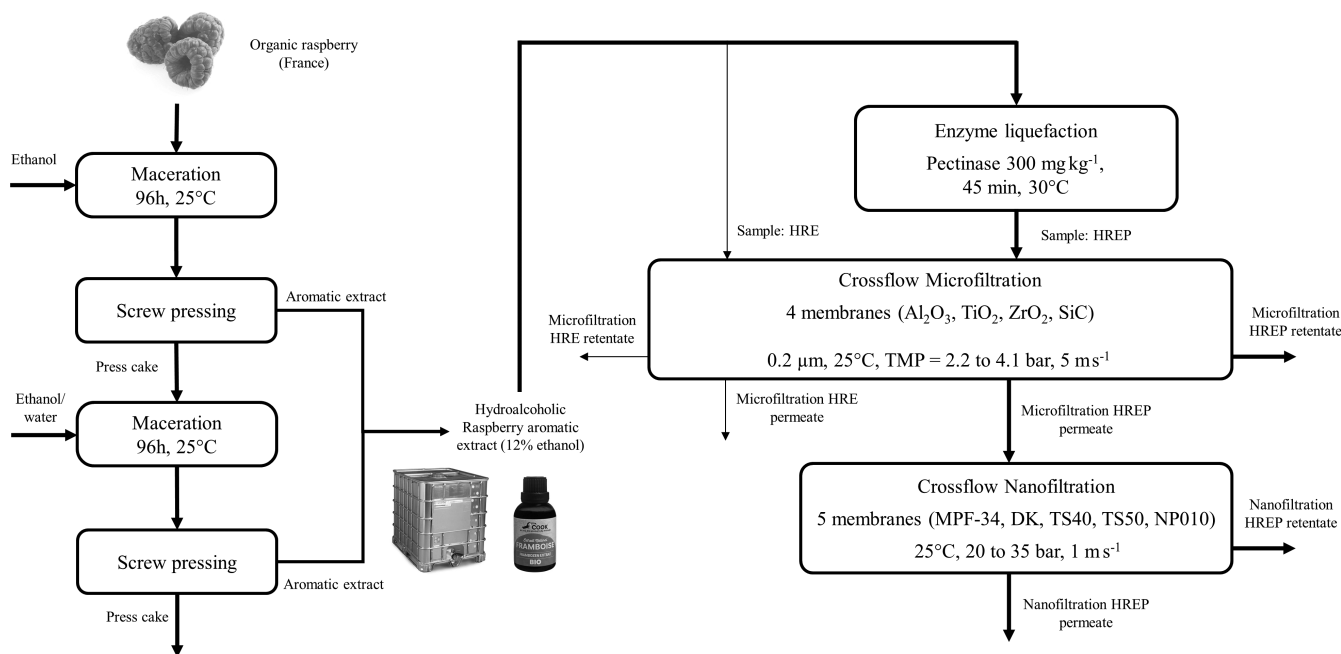 Organic raspberry
(France)
Ethanol
Maceration
96h, 25°C
Screw pressing
Aromatic extract
Press cake
Ethanol/
water
Maceration
96h, 25°C
Screw pressing
Aromatic extract
Press cake
Hydroalcoholic
Raspberry aromatic
extract (12% ethanol)
COOK
FRAMBOISE
BIO
Enzyme liquefaction
Pectinase 300 mg kg⁻¹,
45 min, 30°C
Sample: HRE
Sample: HREP
Crossflow Microfiltration
4 membranes (Al₂O₃, TiO₂, ZrO₂, SiC)
0.2 µm, 25°C, TMP = 2.2 to 4.1 bar, 5 m s⁻¹
Microfiltration
HRE retentate
Microfiltration
HREP retentate
Microfiltration HRE
permeate
Microfiltration HREP
permeate
Crossflow Nanofiltration
5 membranes (MPF-34, DK, TS40, TS50, NP010)
25°C, 20 to 35 bar, 1 m s⁻¹
Nanofiltration
HREP retentate
Nanofiltration HREP
permeate